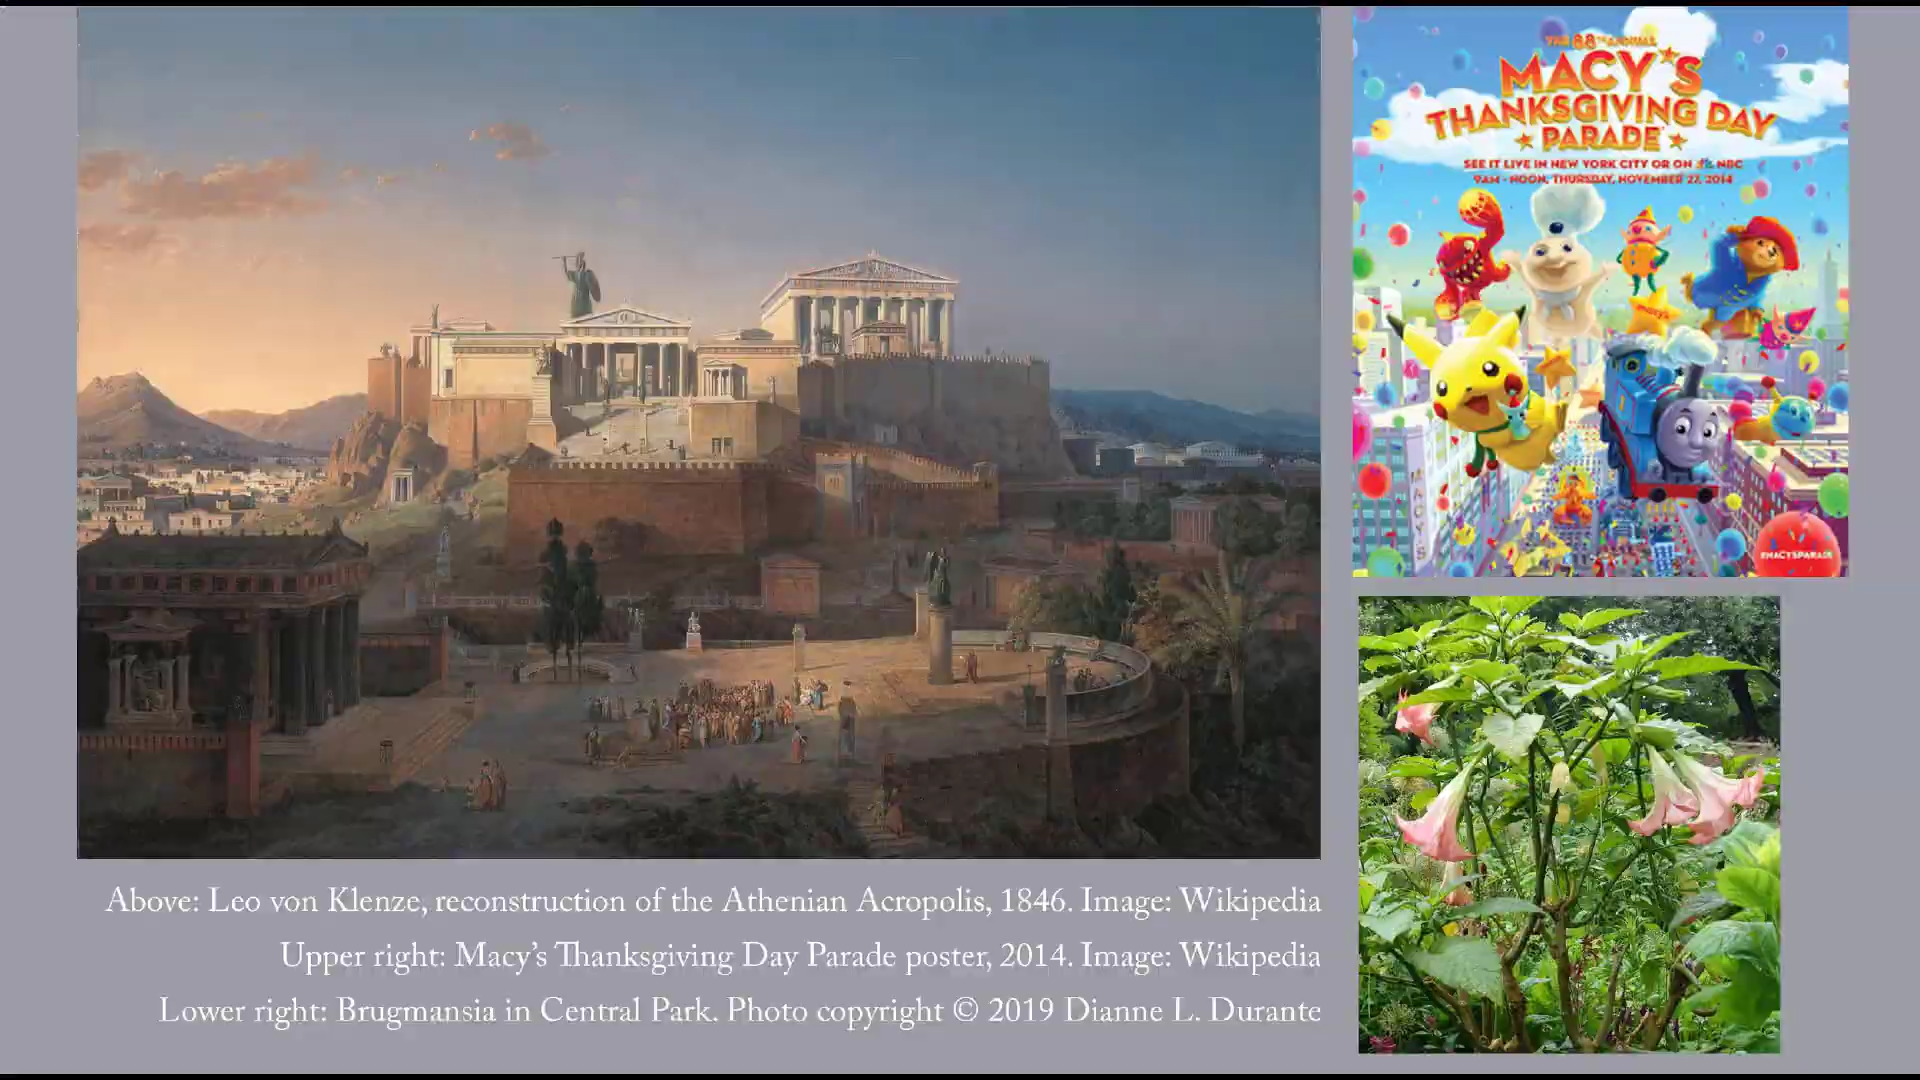 THE 88TH ANNUAL
MACY'S
THANKSGIVING DAY
PARADE
SEE IT LIVE IN NEW YORK CITY OR ON NBC
9AM - NOON, THURSDAY, NOVEMBER 27, 2014
macy's
MACY'S
#MACYSPARADE
Above: Leo von Klenze, reconstruction of the Athenian Acropolis, 1846. Image: Wikipedia
Upper right: Macy’s Thanksgiving Day Parade poster, 2014. Image: Wikipedia
Lower right: Brugmansia in Central Park. Photo copyright © 2019 Dianne L. Durante